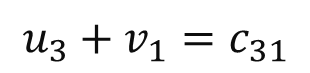 u₃ + v₁ = c₃₁